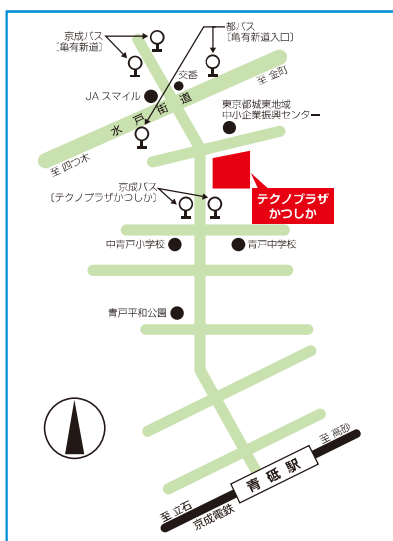 京成バス
〔亀有新道〕
都バス
〔亀有新道入口〕
交番
至 金町
JAスマイル
水戸街道
東京都城東地域
中小企業振興センター
至 四つ木
京成バス
〔テクノプラザかつしか〕
テクノプラザ
かつしか
中青戸小学校
青戸中学校
青戸平和公園
至 高砂
青砥駅
至 立石
京成電鉄